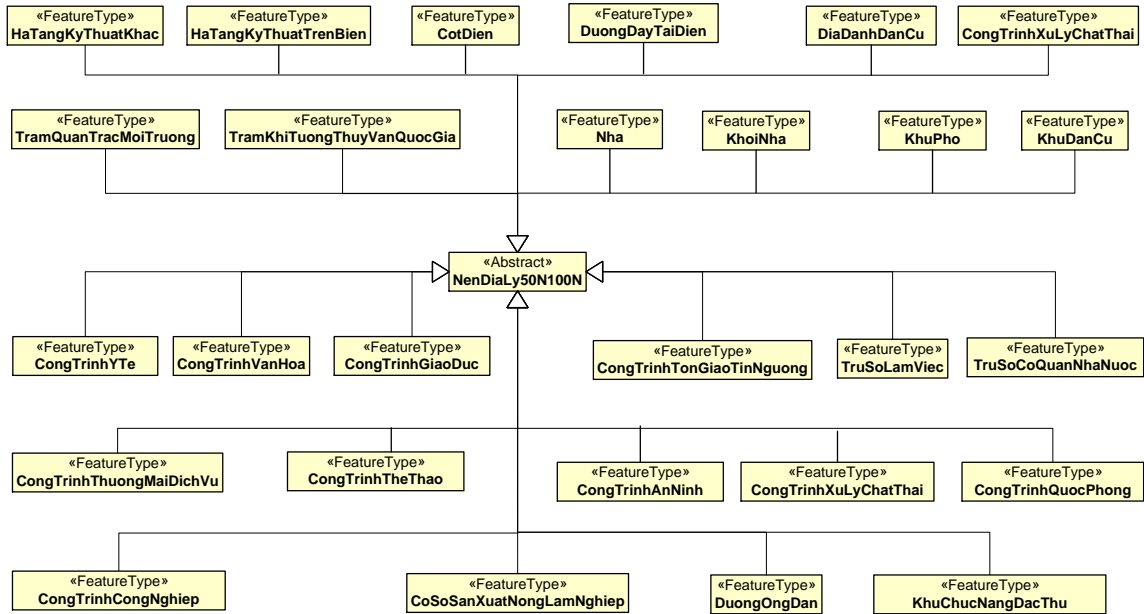 «FeatureType»
HaTangKyThuatKhac
«FeatureType»
HaTangKyThuatTrenBien
«FeatureType»
CotDien
«FeatureType»
DuongDayTaiDien
«FeatureType»
DiaDanhDanCu
«FeatureType»
CongTrinhXuLyChatThai
«FeatureType»
TramQuanTracMoiTruong
«FeatureType»
TramKhiTuongThuyVanQuocGia
«FeatureType»
Nha
«FeatureType»
KhoiNha
«FeatureType»
KhuPho
«FeatureType»
KhuDanCu
«Abstract»
NenDiaLy50N100N
«FeatureType»
CongTrinhYTe
«FeatureType»
CongTrinhVanHoa
«FeatureType»
CongTrinhGiaoDuc
«FeatureType»
CongTrinhTonGiaoTinNguong
«FeatureType»
TruSoLamViec
«FeatureType»
TruSoCoQuanNhaNuoc
«FeatureType»
CongTrinhThuongMaiDichVu
«FeatureType»
CongTrinhTheThao
«FeatureType»
CongTrinhAnNinh
«FeatureType»
CongTrinhXuLyChatThai
«FeatureType»
CongTrinhQuocPhong
«FeatureType»
CongTrinhCongNghiep
«FeatureType»
CoSoSanXuatNongLamNghiep
«FeatureType»
DuongOngDan
«FeatureType»
KhuChucNangDacThu